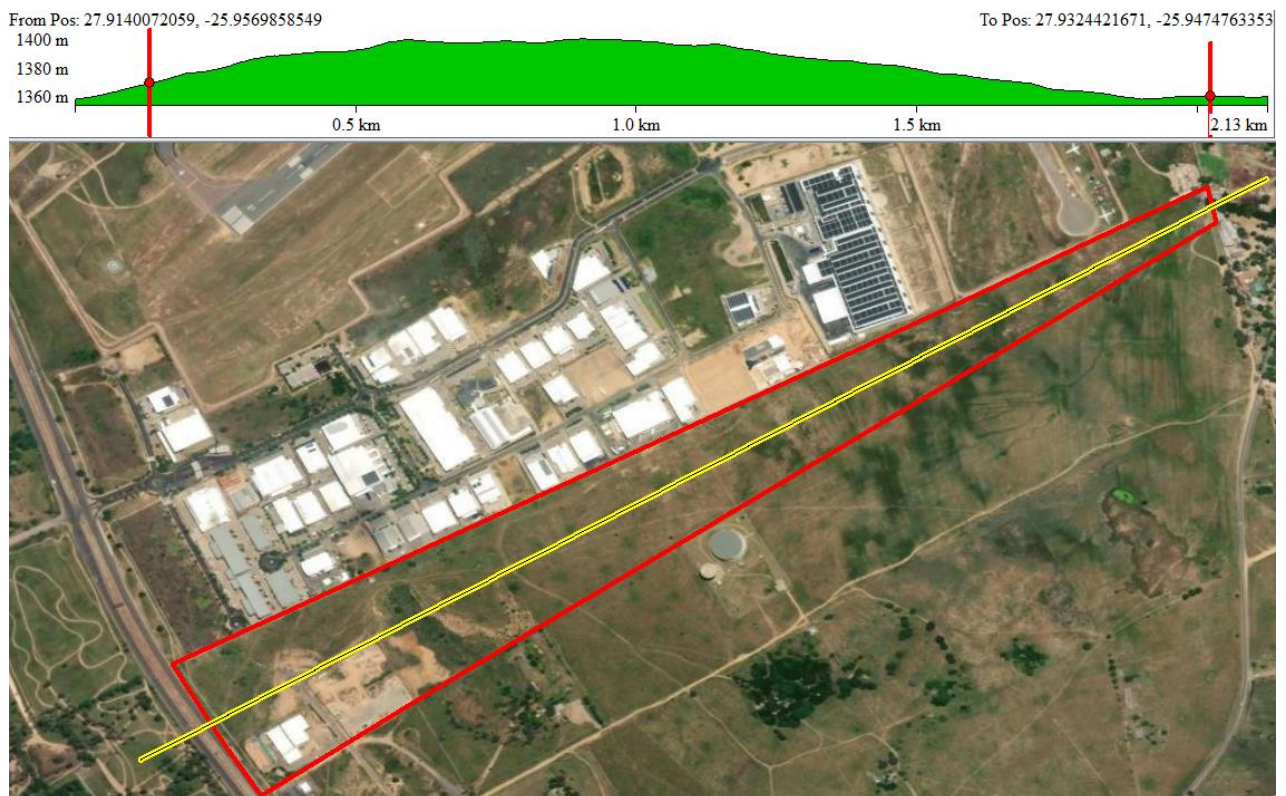 From Pos: 27.9140072059, -25.9569858549 To Pos: 27.9324421671, -25.9474763353
1400 m
1380 m
1360 m
0.5 km 1.0 km 1.5 km 2.13 km